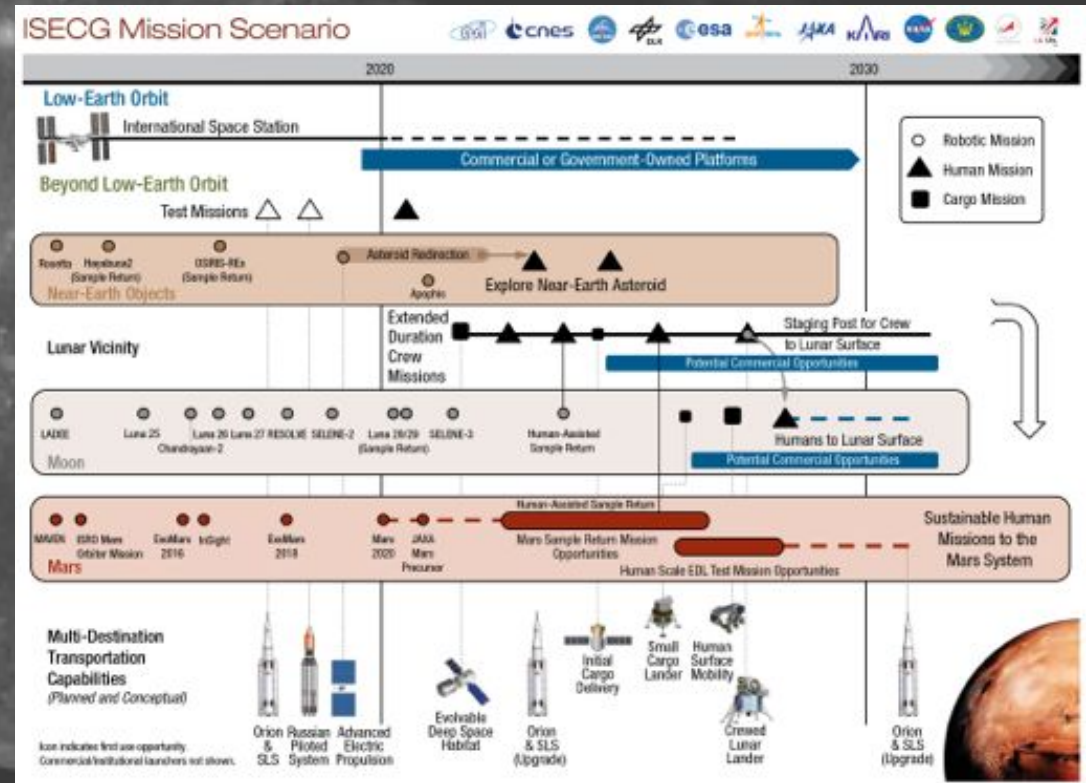 ISECG Mission Scenario
cnes
DLR
esa
JAXA
KARI
NASA
2020
2030
Low-Earth Orbit
International Space Station
Commercial or Government-Owned Platforms
Robotic Mission
Human Mission
Cargo Mission
Beyond Low-Earth Orbit
Test Missions
Rosetta
Hayabusa2
(Sample Return)
OSIRIS-REx
(Sample Return)
Asteroid Redirection
Apophis
Explore Near-Earth Asteroid
Near-Earth Objects
Lunar Vicinity
Extended
Duration
Crew
Missions
Staging Post for Crew
to Lunar Surface
Potential Commercial Opportunities
LADEE
Luna 25
Chandrayaan-2
Luna 26
Luna 27
RESOLVE
SELENE-2
Luna 28/29
(Sample Return)
SELENE-3
Human-Assisted
Sample Return
Humans to Lunar Surface
Potential Commercial Opportunities
Moon
MAVEN
ISRO Mars
Orbiter Mission
ExoMars
2016
InSight
ExoMars
2018
Mars
2020
JAXA
Mars
Precursor
Human-Assisted Sample Return
Mars Sample Return Mission
Opportunities
Human Scale EDL Test Mission Opportunities
Sustainable Human
Missions to the
Mars System
Mars
Multi-Destination
Transportation
Capabilities
(Planned and Conceptual)
Icon indicates first use opportunity.
Commercial/Institutional launchers not shown.
Orion
&
SLS
Russian
Piloted
System
Advanced
Electric
Propulsion
Evolvable
Deep Space
Habitat
Orion
& SLS
(Upgrade)
Initial
Cargo
Delivery
Small
Cargo
Lander
Human
Surface
Mobility
Crewed
Lunar
Lander
Orion
& SLS
(Upgrade)